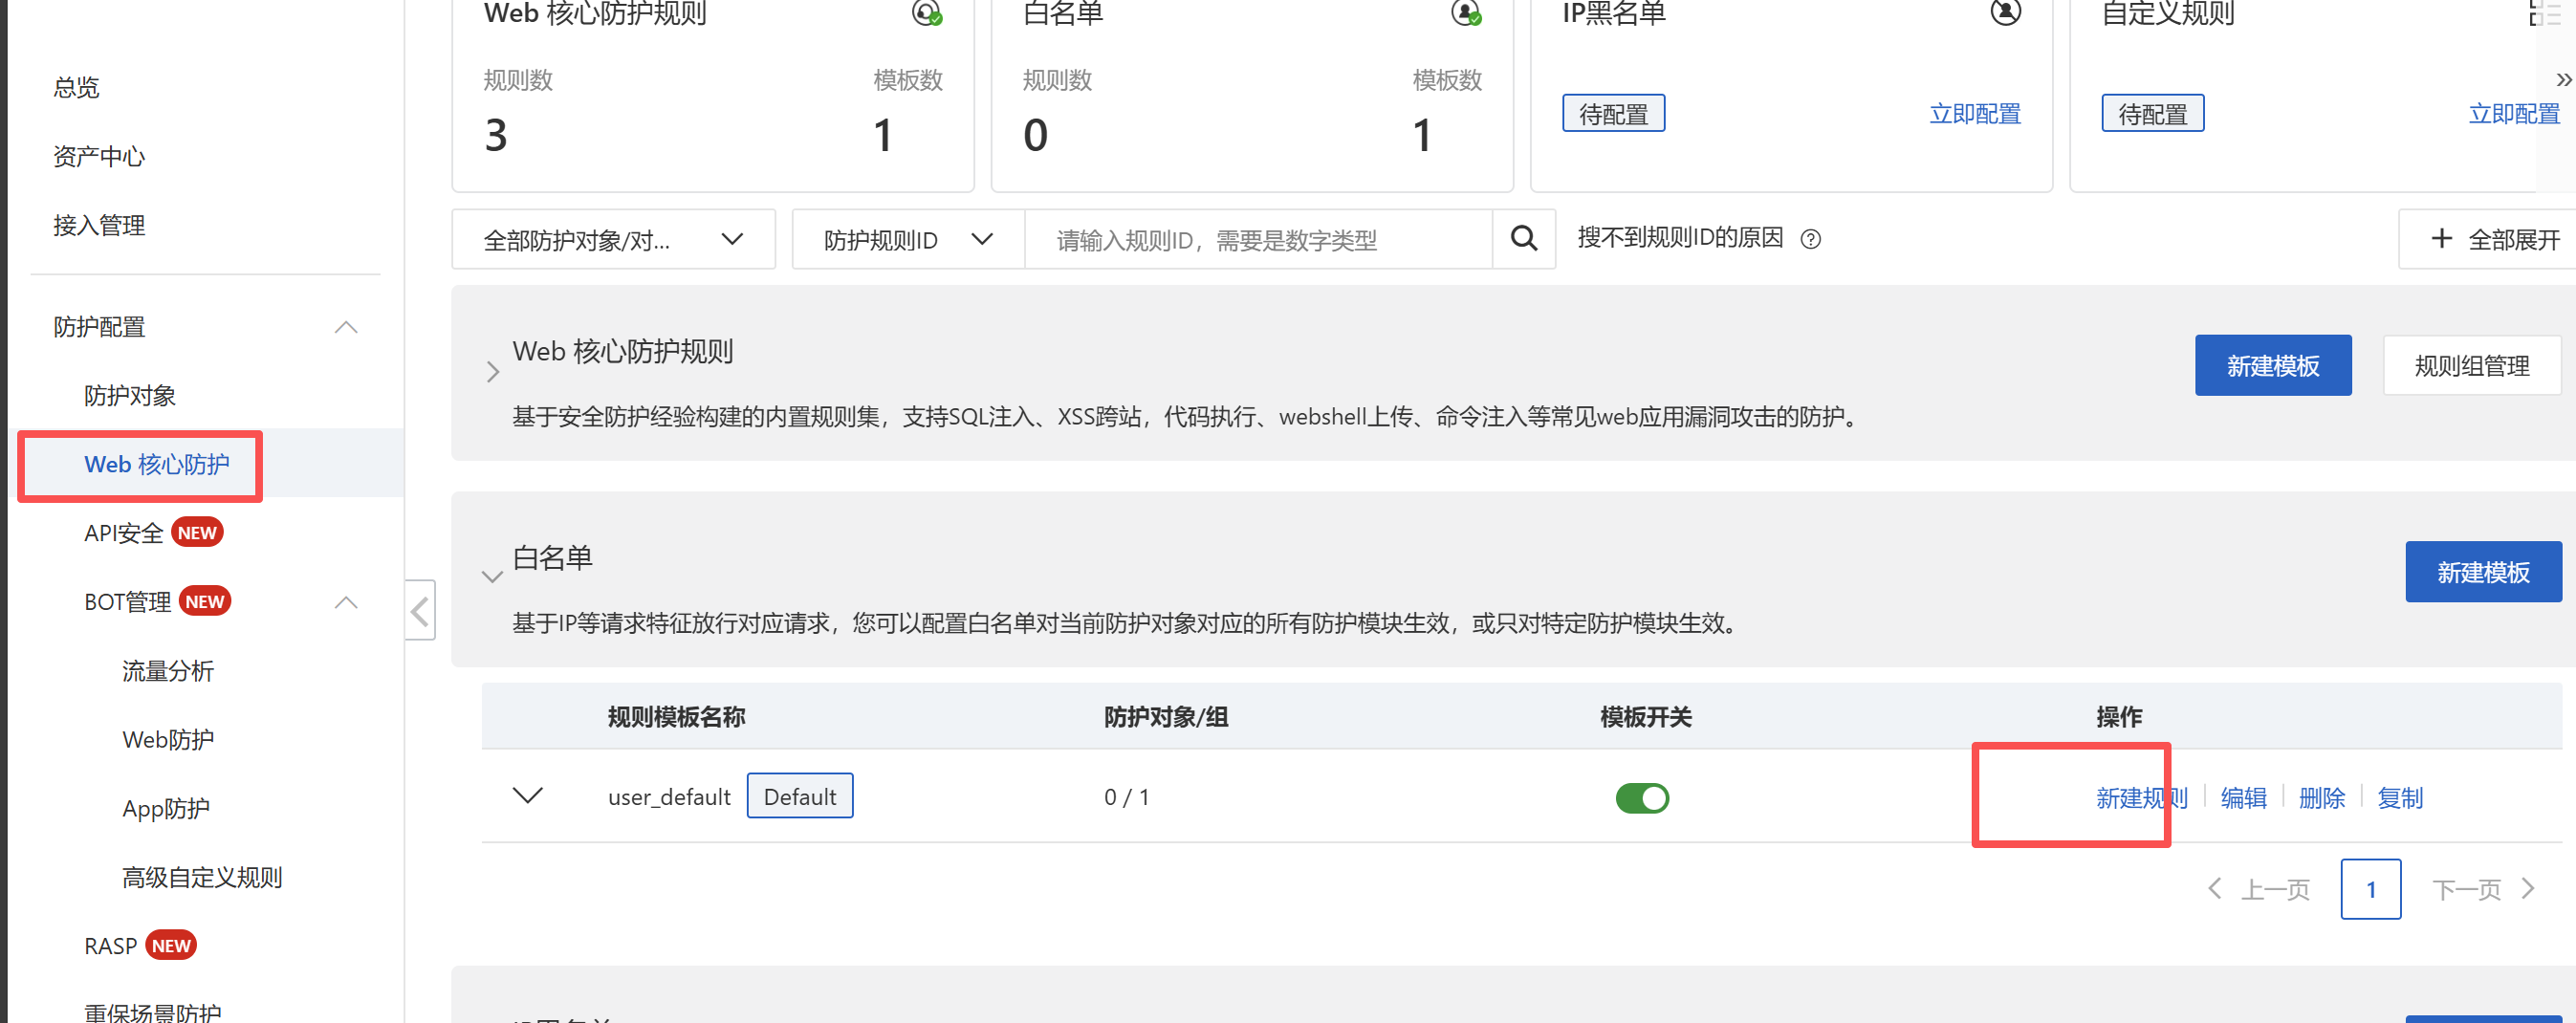 Web 核心防护规则
规则数
模板数
3
1
白名单
规则数
模板数
0
1
IP黑名单
待配置
立即配置
自定义规则
待配置
立即配置
总览
资产中心
接入管理
防护配置
防护对象
Web 核心防护
API安全 NEW
BOT管理 NEW
流量分析
Web防护
App防护
高级自定义规则
RASP NEW
重保场景防护
全部防护对象/对...
防护规则ID
请输入规则ID，需要是数字类型
搜不到规则ID的原因
全部展开
Web 核心防护规则
基于安全防护经验构建的内置规则集，支持SQL注入、XSS跨站，代码执行、webshell上传、命令注入等常见web应用漏洞攻击的防护。
新建模板
规则组管理
白名单
基于IP等请求特征放行对应请求，您可以配置白名单对当前防护对象对应的所有防护模块生效，或只对特定防护模块生效。
新建模板
规则模板名称
防护对象/组
模板开关
操作
user_default Default
0 / 1
新建规则
编辑
删除
复制
上一页
1
下一页